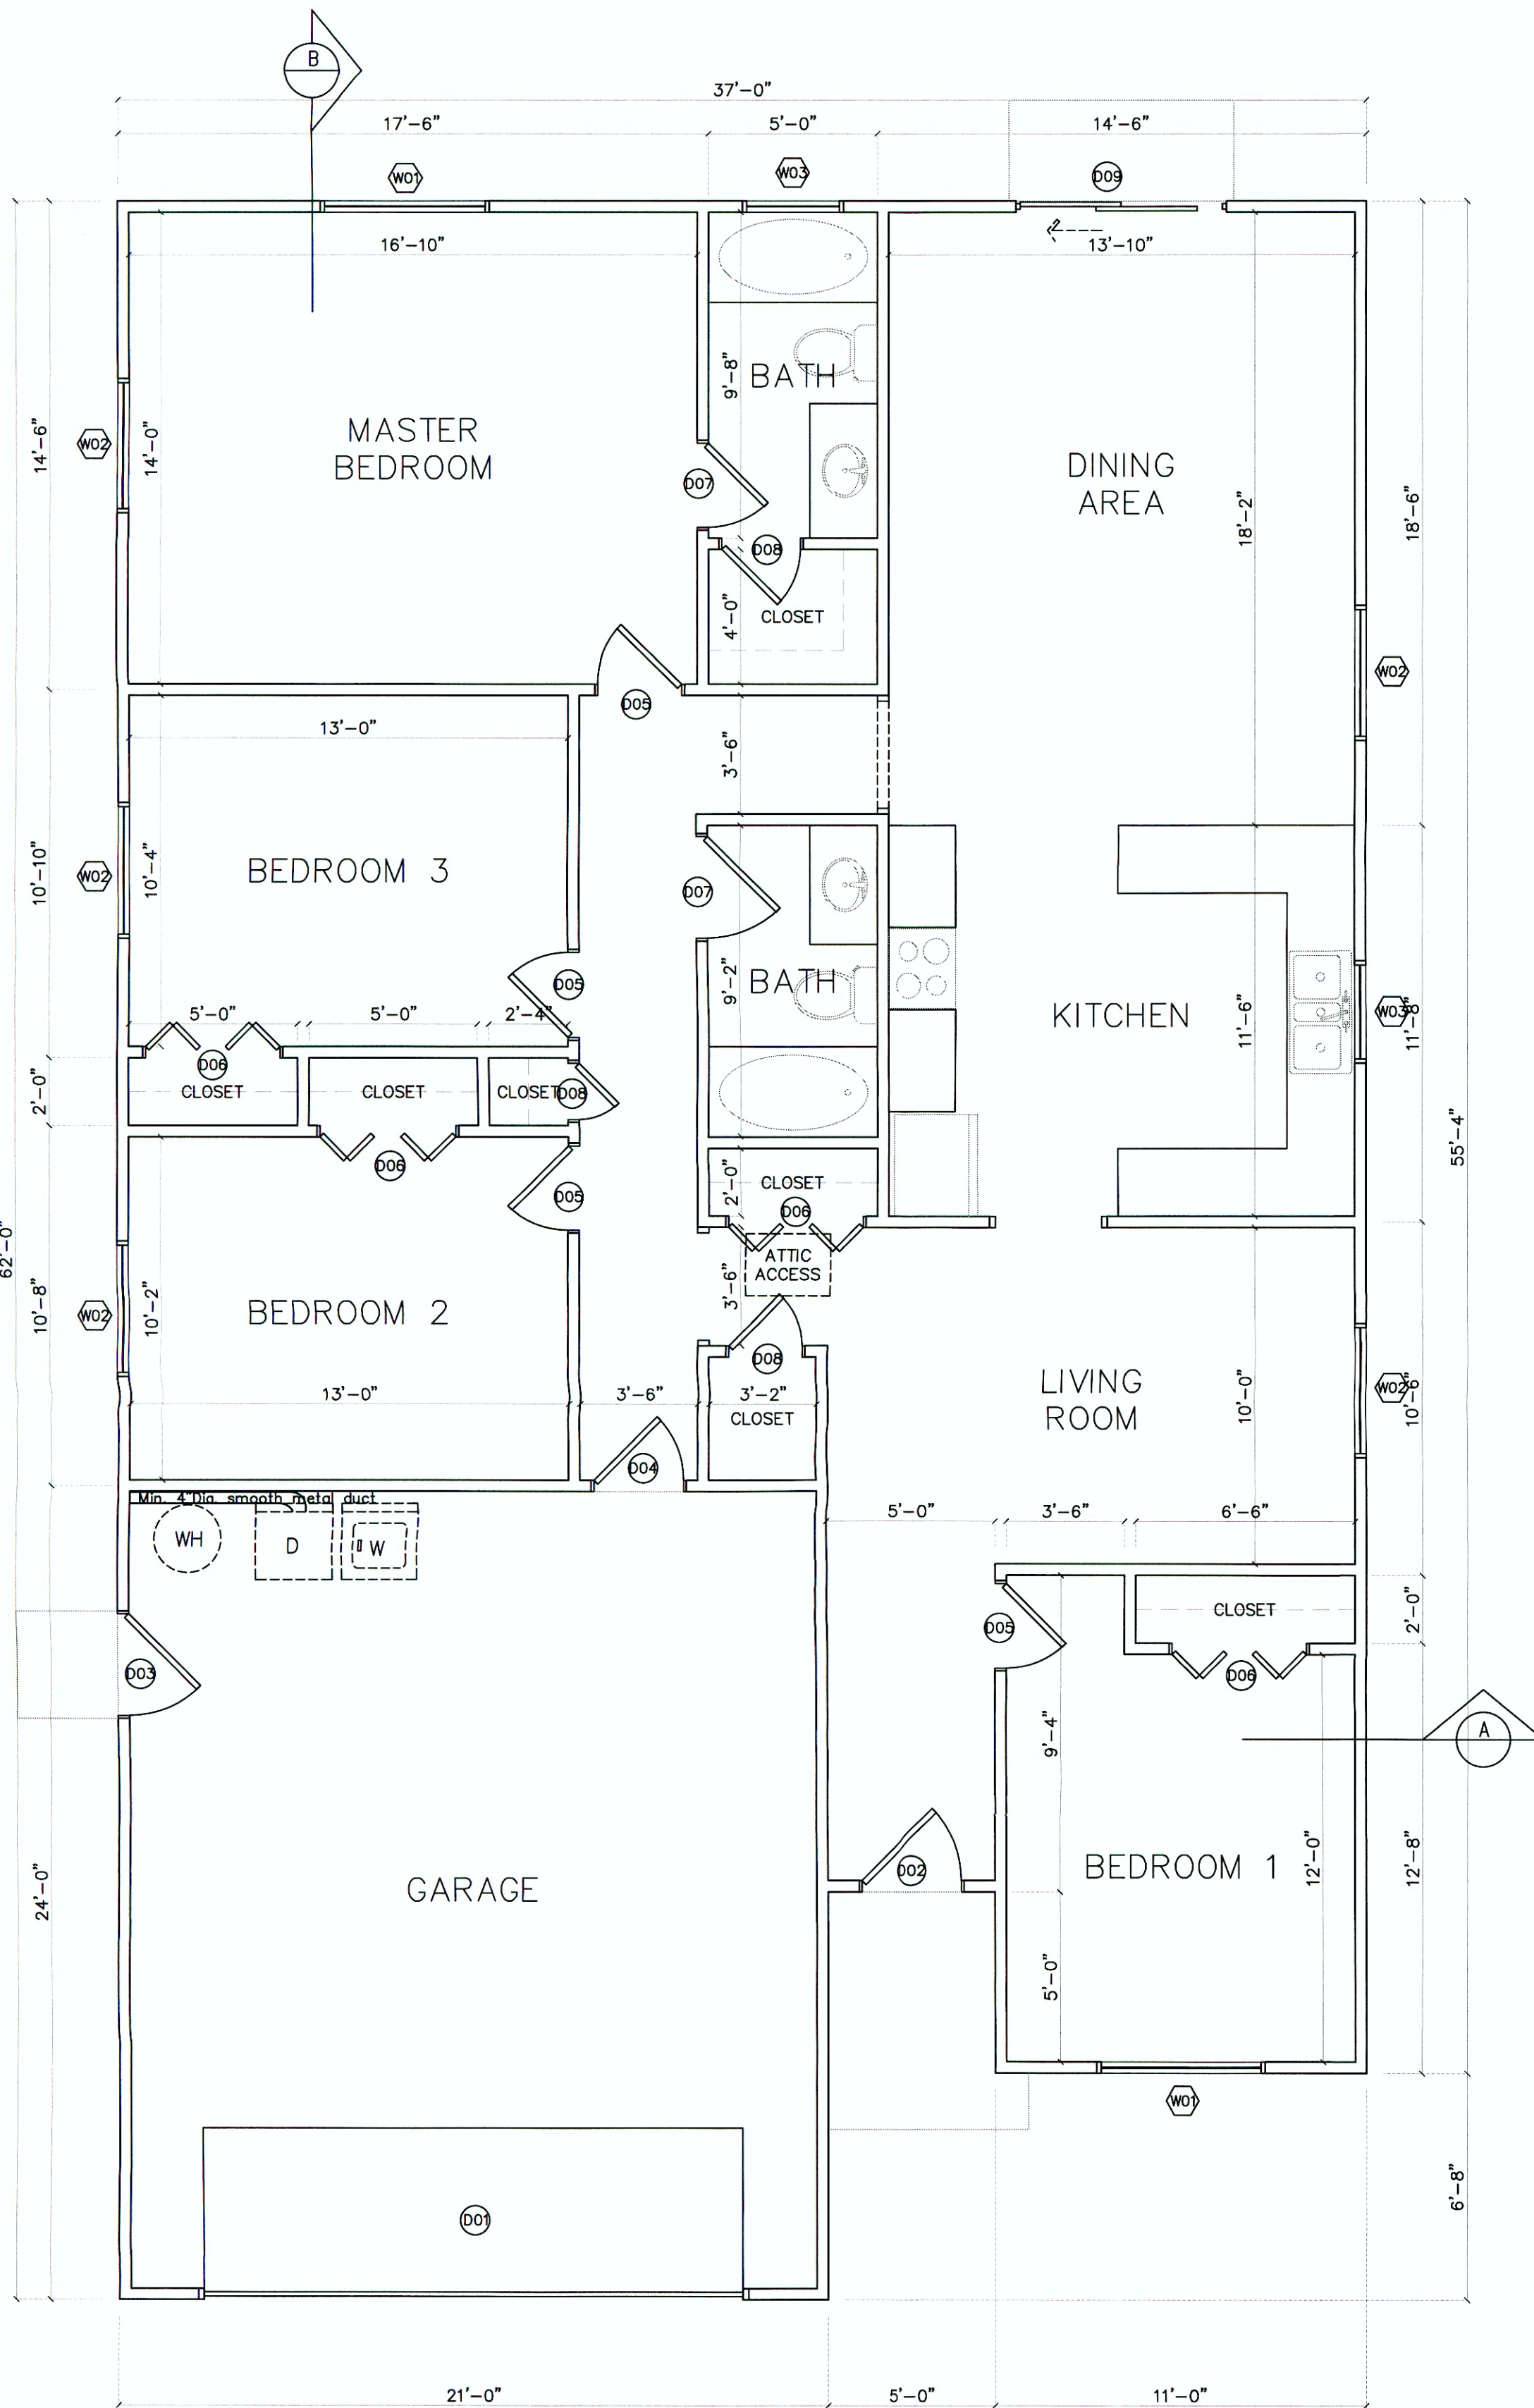 B
37'-0"
17'-6"
5'-0"
14'-6"
W01
W03
D09
16'-10"
13'-10"
14'-6"
W02
14'-0"
MASTER
BEDROOM
9'-8"
BATH
D07
DINING
AREA
18'-2"
18'-6"
D08
4'-0"
CLOSET
W02
D05
13'-0"
3'-6"
10'-10"
W02
10'-4"
BEDROOM 3
D07
D05
9'-2"
BATH
KITCHEN
11'-6"
W03
11'-8"
5'-0"
5'-0"
2'-4"
D06
2'-0"
CLOSET
CLOSET
CLOSET
D08
55'-4"
D06
D05
2'-0"
CLOSET
D06
62'-0"
ATTIC
ACCESS
3'-6"
10'-8"
W02
10'-2"
BEDROOM 2
D08
13'-0"
3'-6"
3'-2"
CLOSET
LIVING
ROOM
10'-0"
W02
10'-6"
D04
Min. 4"Dia. smooth metal duct
WH
D
W
5'-0"
3'-6"
6'-6"
CLOSET
2'-0"
D05
D06
D03
9'-4"
A
D02
BEDROOM 1
12'-0"
12'-8"
24'-0"
GARAGE
5'-0"
W01
6'-8"
D01
21'-0"
5'-0"
11'-0"